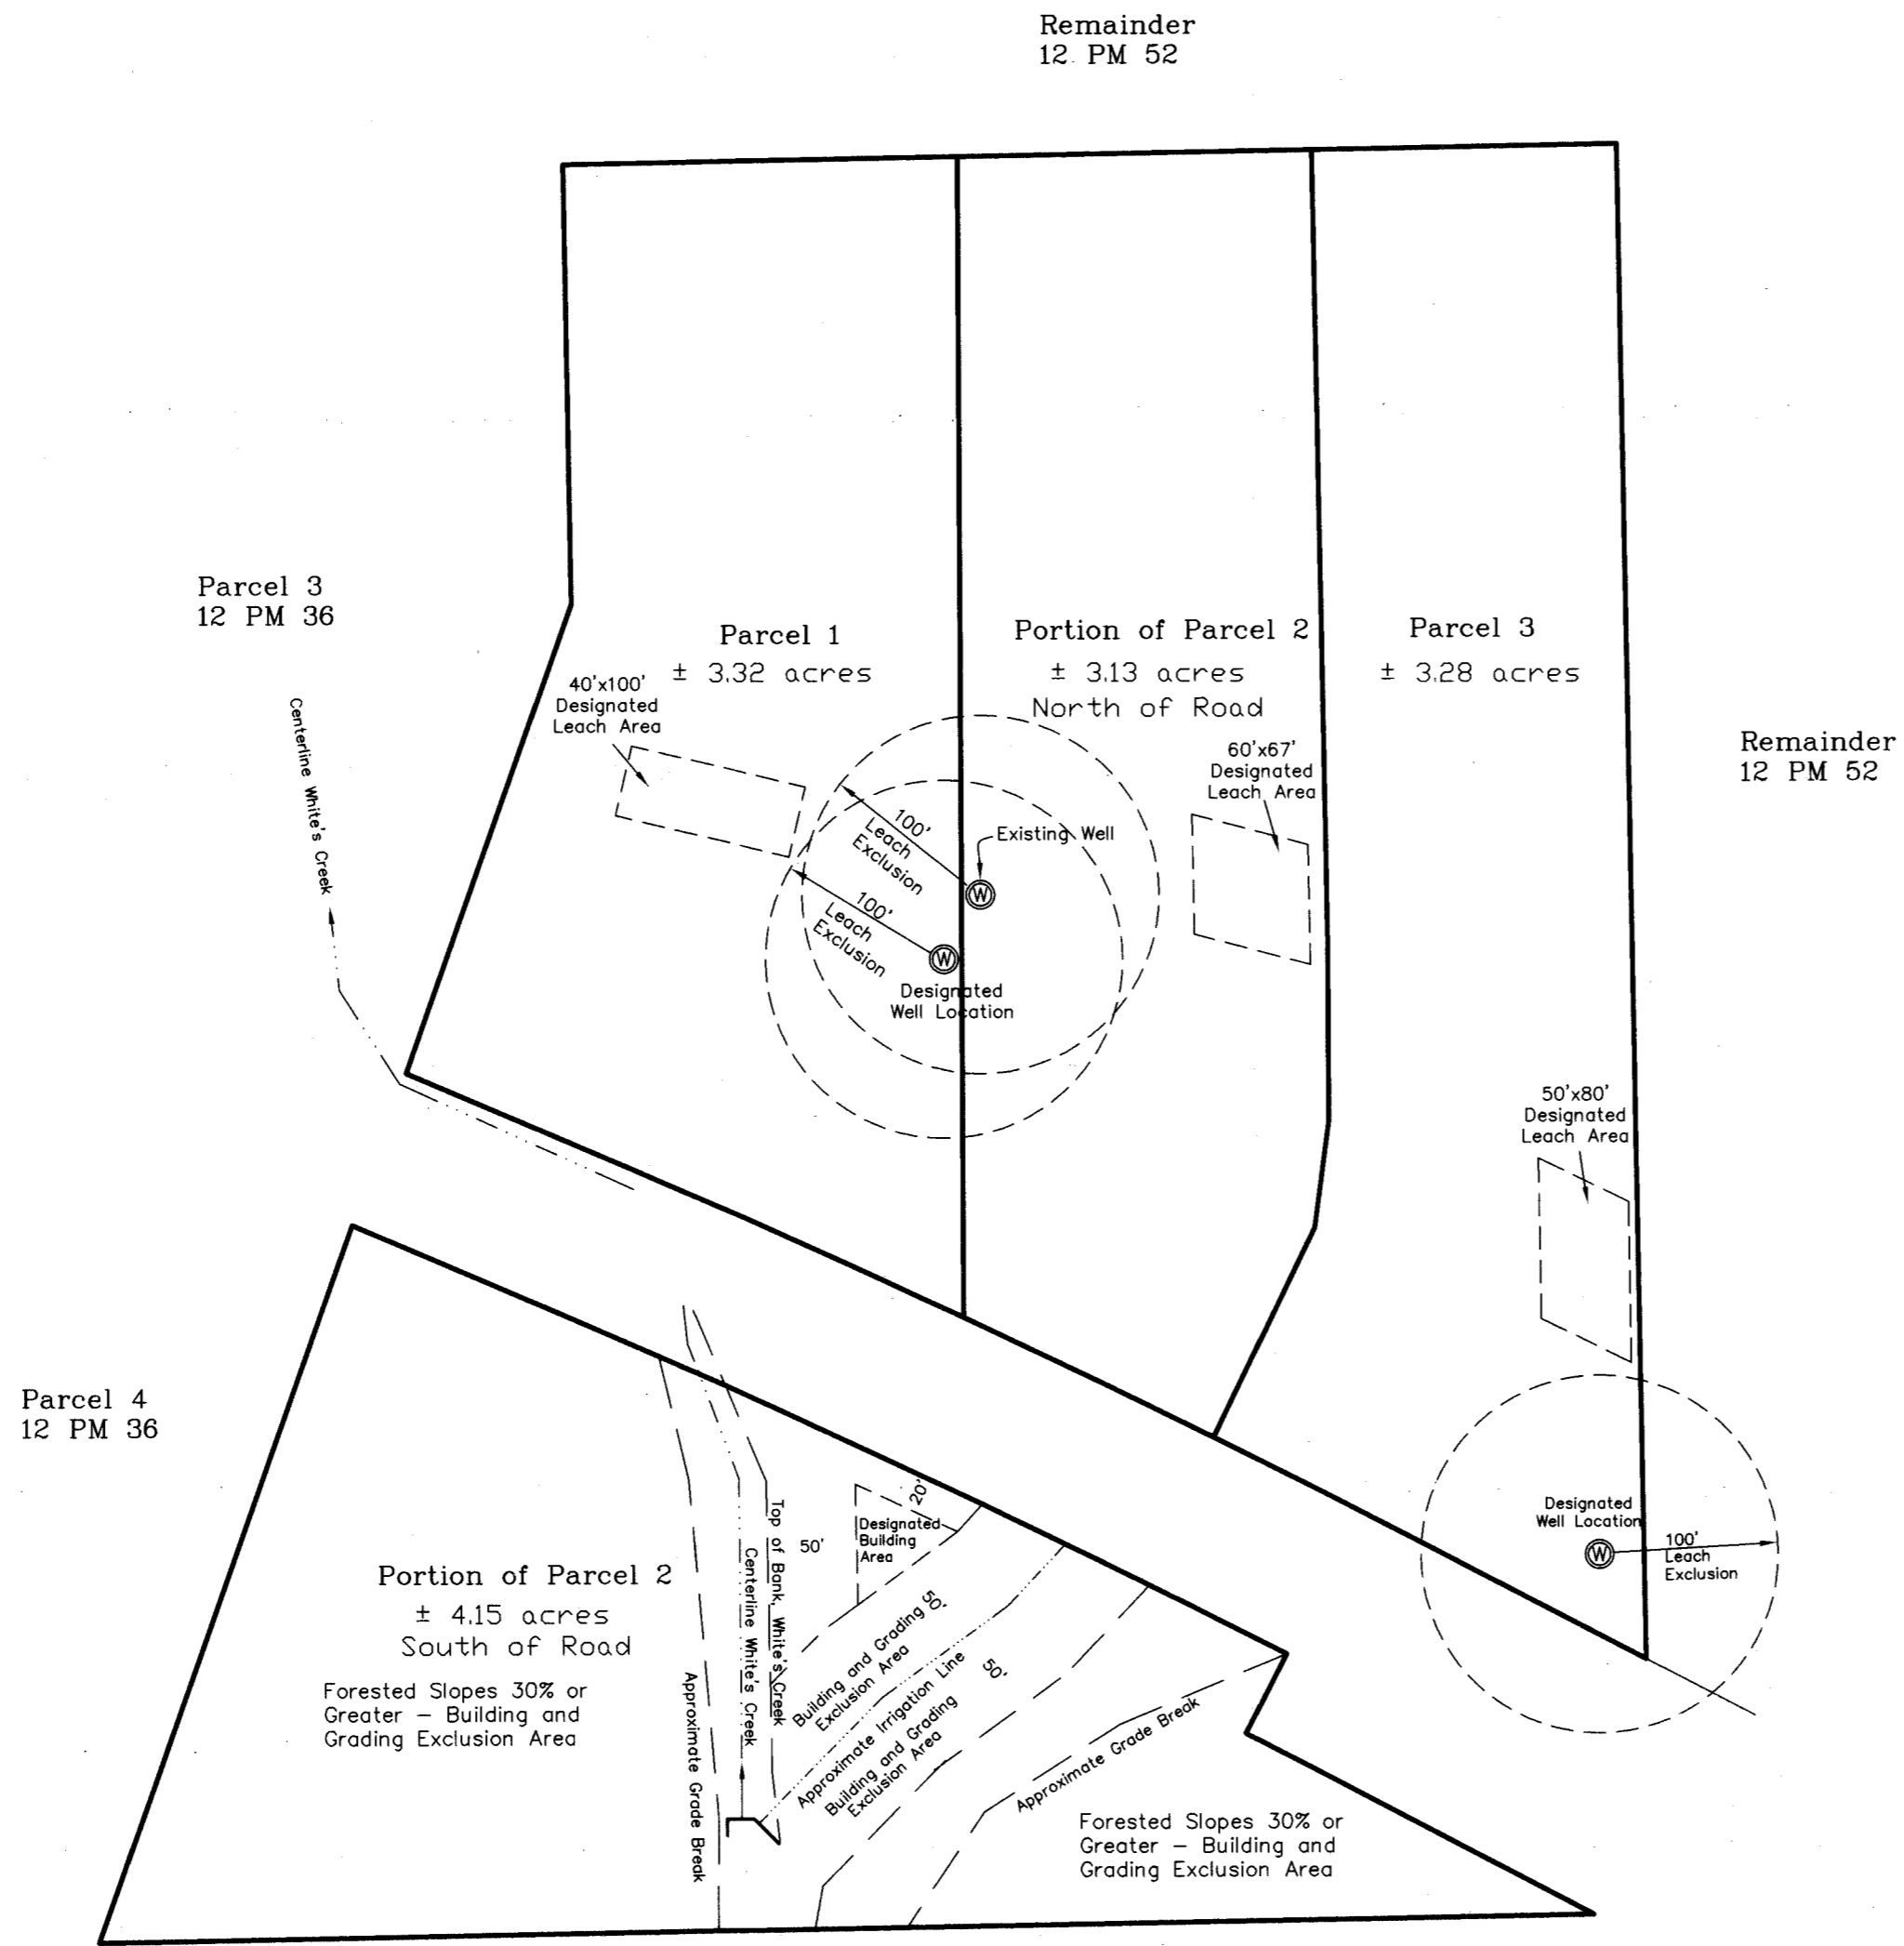 Remainder
12 PM 52
Parcel 3
12 PM 36
Parcel 1
± 3.32 acres
Portion of Parcel 2
± 3.13 acres
North of Road
Parcel 3
± 3.28 acres
40'x100'
Designated
Leach Area
Centerline White's Creek
60'x67'
Designated
Leach Area
Remainder
12 PM 52
100'
Leach
Exclusion
Existing Well
W
100'
Leach
Exclusion
W
Designated
Well Location
50'x80'
Designated
Leach Area
Parcel 4
12 PM 36
Designated
Well Location
W
100'
Leach
Exclusion
20'
Designated
Building
Area
50'
Top of Bank, White's Creek
Centerline White's Creek
Portion of Parcel 2
± 4.15 acres
South of Road
Forested Slopes 30% or
Greater – Building and
Grading Exclusion Area
Approximate Grade Break
Building and Grading
Exclusion Area
50'
Approximate Irrigation Line
50'
Building and Grading
Exclusion Area
Approximate Grade Break
Forested Slopes 30% or
Greater – Building and
Grading Exclusion Area